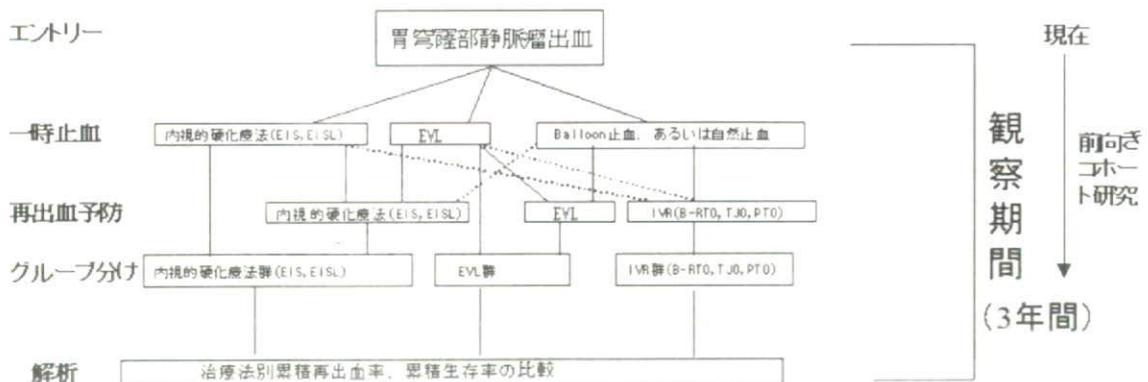 エントリー
胃穹窿部静脈瘤出血
現在
一時止血
内視的硬化療法(EIS,EISL)
EVL
Balloon止血、あるいは自然止血
観察期間
(3年間)
前向き
コホー
ト研究
再出血予防
内視的硬化療法(EIS,EISL)
EVL
IVR(B-RTO,TJO,PTO)
グループ分け
内視的硬化療法群(EIS,EISL)
EVL群
IVR群(B-RTO,TJO,PTO)
解析
治療法別累積再出血率、累積生存率の比較